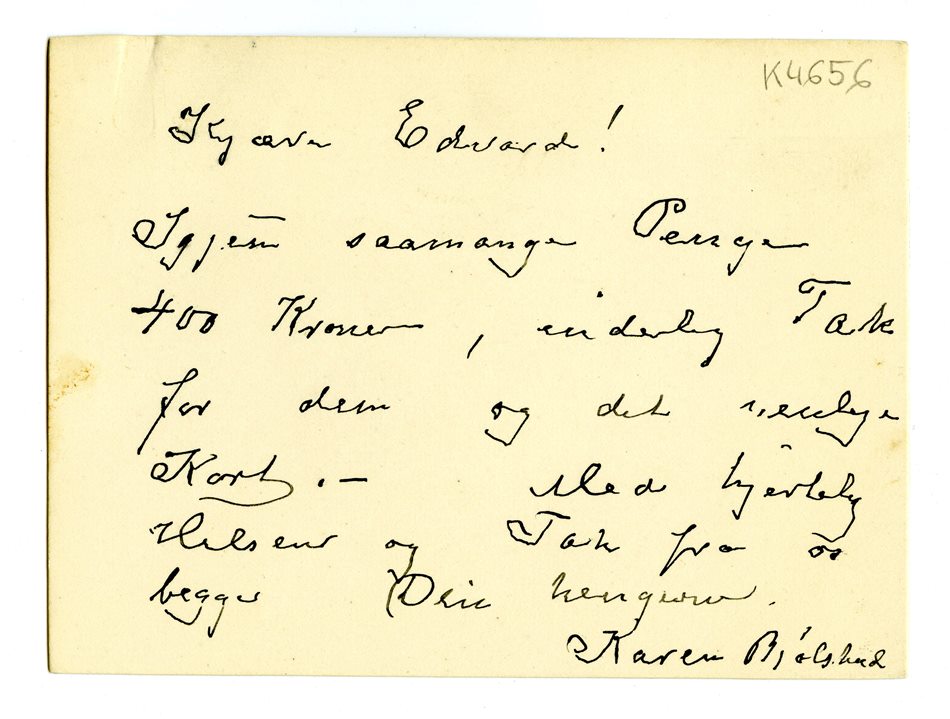 K4656
Kjære Edvard!
Igjen saamange Penge
400 Kroner, inderlig Tak
for dem og det venlige
Kort. —  Med hjertelig
Hilsener og Tak fra os
begge  Din hengivne.
Karen Bjølstad